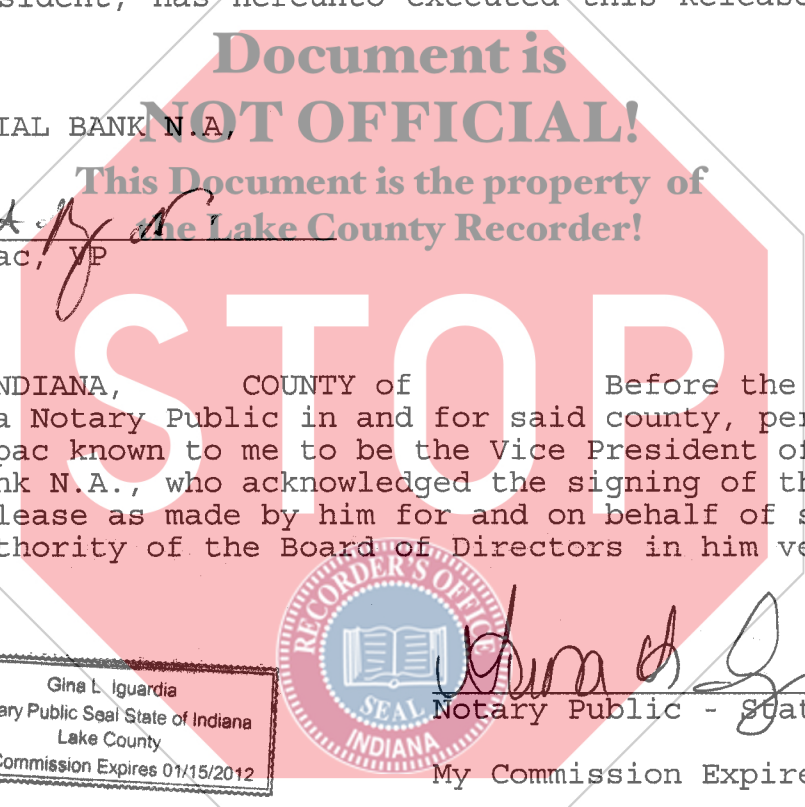 sident, has hereunto executed this Release
Document is
NOT OFFICIAL!
IAL BANK N.A,
This Document is the property of
the Lake County Recorder!
ac, VP
STOP
NDIANA, COUNTY of Before the
a Notary Public in and for said county, per
pac known to me to be the Vice President of
nk N.A., who acknowledged the signing of th
lease as made by him for and on behalf of s
thority of the Board of Directors in him ve
RECORDER'S OFFICE
SEAL
INDIANA
Gina L Iguardia
ary Public Seal State of Indiana
Lake County
Commission Expires 01/15/2012
Notary Public - Stat
My Commission Expire